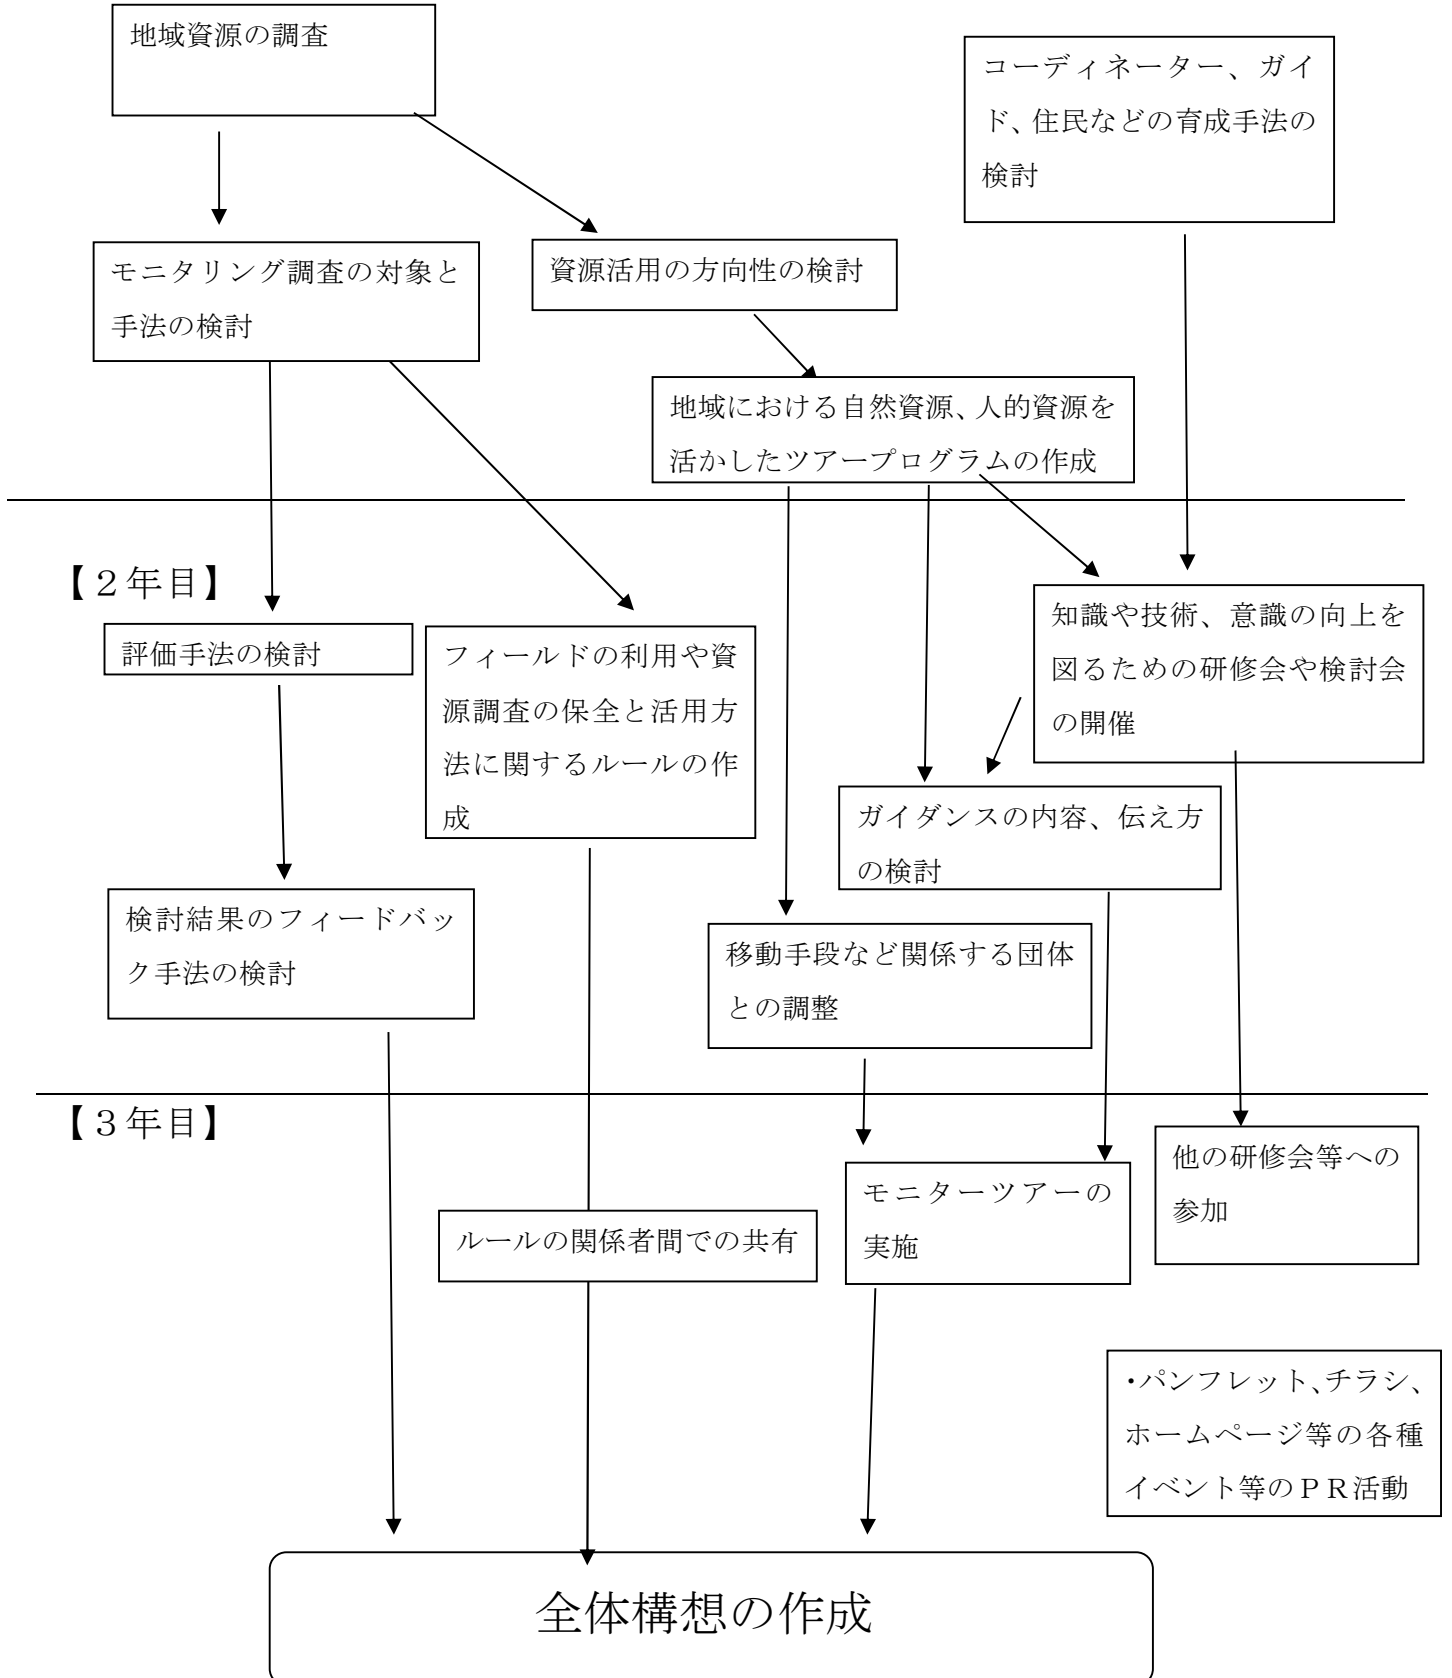 地域資源の調査
コーディネーター、ガイ
ド、住民などの育成手法の
検討
モニタリング調査の対象と
手法の検討
資源活用の方向性の検討
地域における自然資源、人的資源を
活かしたツアープログラムの作成
【２年目】
評価手法の検討
フィールドの利用や資
源調査の保全と活用方
法に関するルールの作
成
知識や技術、意識の向上を
図るための研修会や検討会
の開催
ガイダンスの内容、伝え方
の検討
検討結果のフィードバッ
ク手法の検討
移動手段など関係する団体
との調整
【３年目】
ルールの関係者間での共有
モニターツアーの
実施
他の研修会等への
参加
・パンフレット、チラシ、
ホームページ等の各種
イベント等のＰＲ活動
全体構想の作成